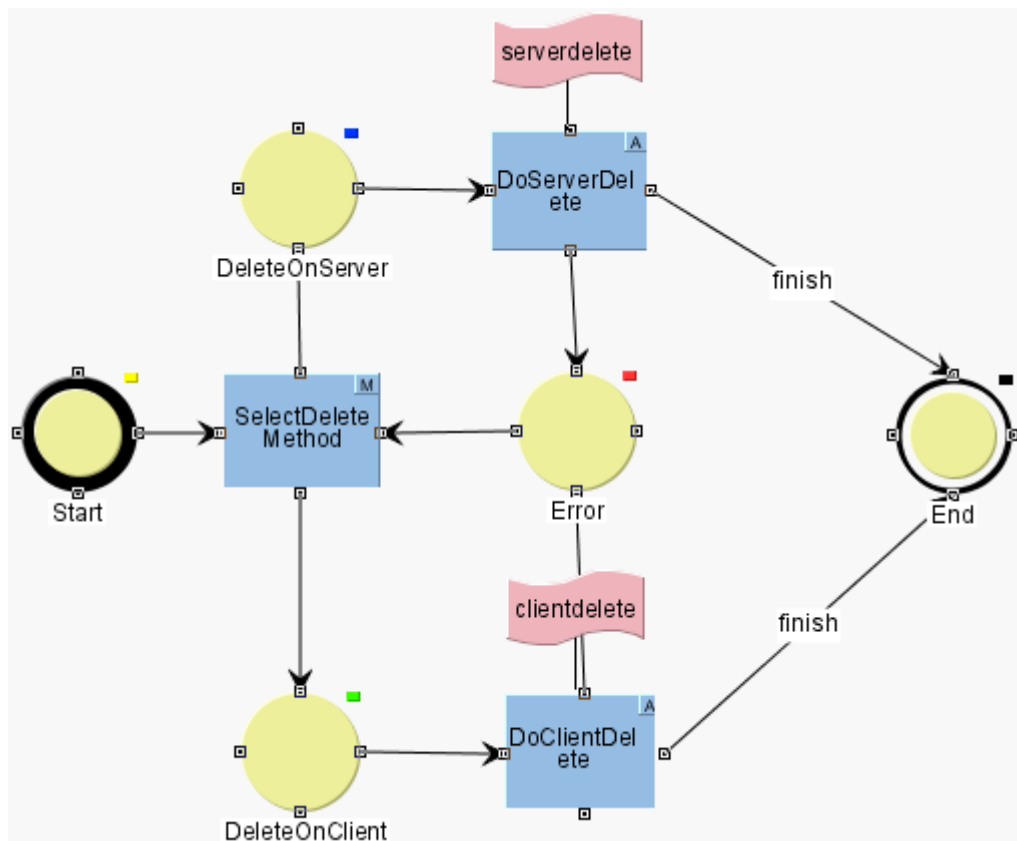 serverdelete
A
DoServerDel
ete
DeleteOnServer
finish
M
SelectDelete
Method
Start
Error
End
clientdelete
finish
A
DoClientDel
ete
DeleteOnClient